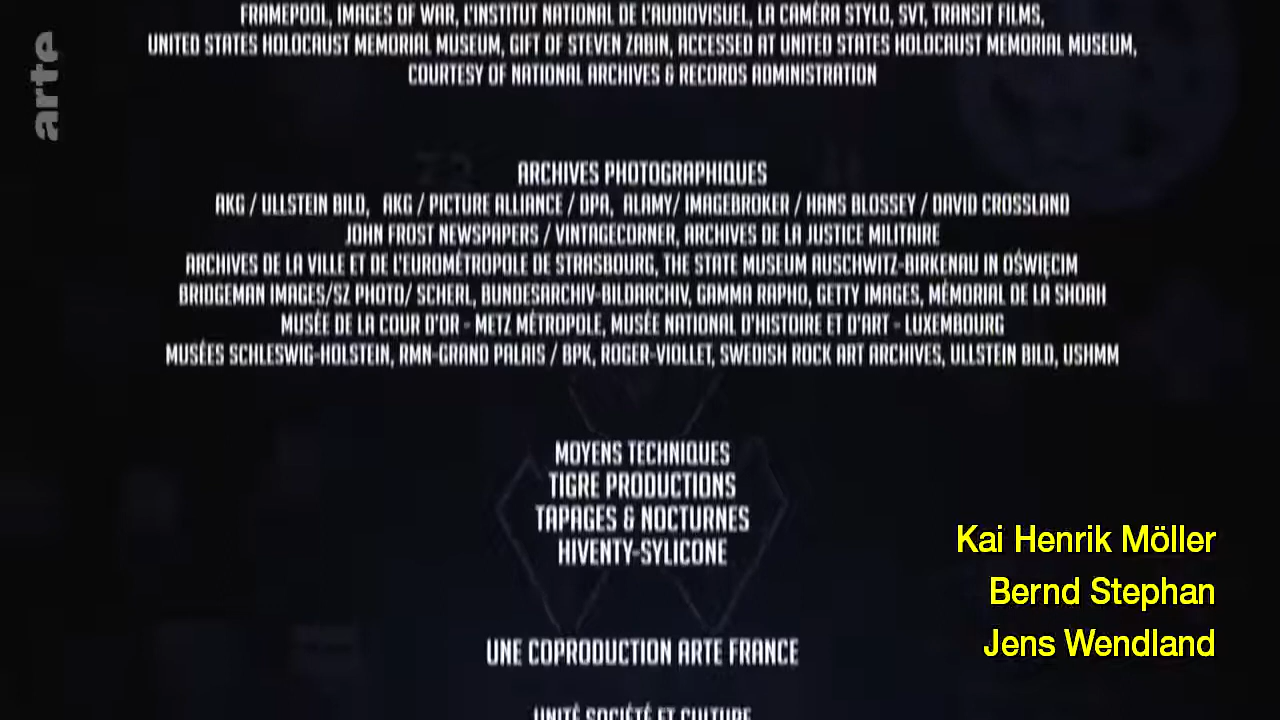 arte
FRAMEPOOL, IMAGES OF WAR, L'INSTITUT NATIONAL DE L'AUDIOVISUEL, LA CAMÉRA STYLO, SVT, TRANSIT FILMS,
UNITED STATES HOLOCAUST MEMORIAL MUSEUM, GIFT OF STEVEN ZABIN, ACCESSED AT UNITED STATES HOLOCAUST MEMORIAL MUSEUM,
COURTESY OF NATIONAL ARCHIVES & RECORDS ADMINISTRATION
ARCHIVES PHOTOGRAPHIQUES
AKG / ULLSTEIN BILD, AKG / PICTURE ALLIANCE / DPA, ALAMY/ IMAGEBROKER / HANS BLOSSEY / DAVID CROSSLAND
JOHN FROST NEWSPAPERS / VINTAGECORNER, ARCHIVES DE LA JUSTICE MILITAIRE
ARCHIVES DE LA VILLE ET DE L'EUROMÉTROPOLE DE STRASBOURG, THE STATE MUSEUM AUSCHWITZ-BIRKENAU IN OŚWIĘCIM
BRIDGEMAN IMAGES/SZ PHOTO/ SCHERL, BUNDESARCHIV-BILDARCHIV, GAMMA RAPHO, GETTY IMAGES, MÉMORIAL DE LA SHOAH
MUSÉE DE LA COUR D'OR - METZ MÉTROPOLE, MUSÉE NATIONAL D'HISTOIRE ET D'ART - LUXEMBOURG
MUSÉES SCHLESWIG-HOLSTEIN, RMN-GRAND PALAIS / BPK, ROGER-VIOLLET, SWEDISH ROCK ART ARCHIVES, ULLSTEIN BILD, USHMM
MOYENS TECHNIQUES
TIGRE PRODUCTIONS
TAPAGES & NOCTURNES
HIVENTY-SYLICONE
Kai Henrik Möller
Bernd Stephan
Jens Wendland
UNE COPRODUCTION ARTE FRANCE
UNITÉ SOCIÉTÉ ET CULTURE